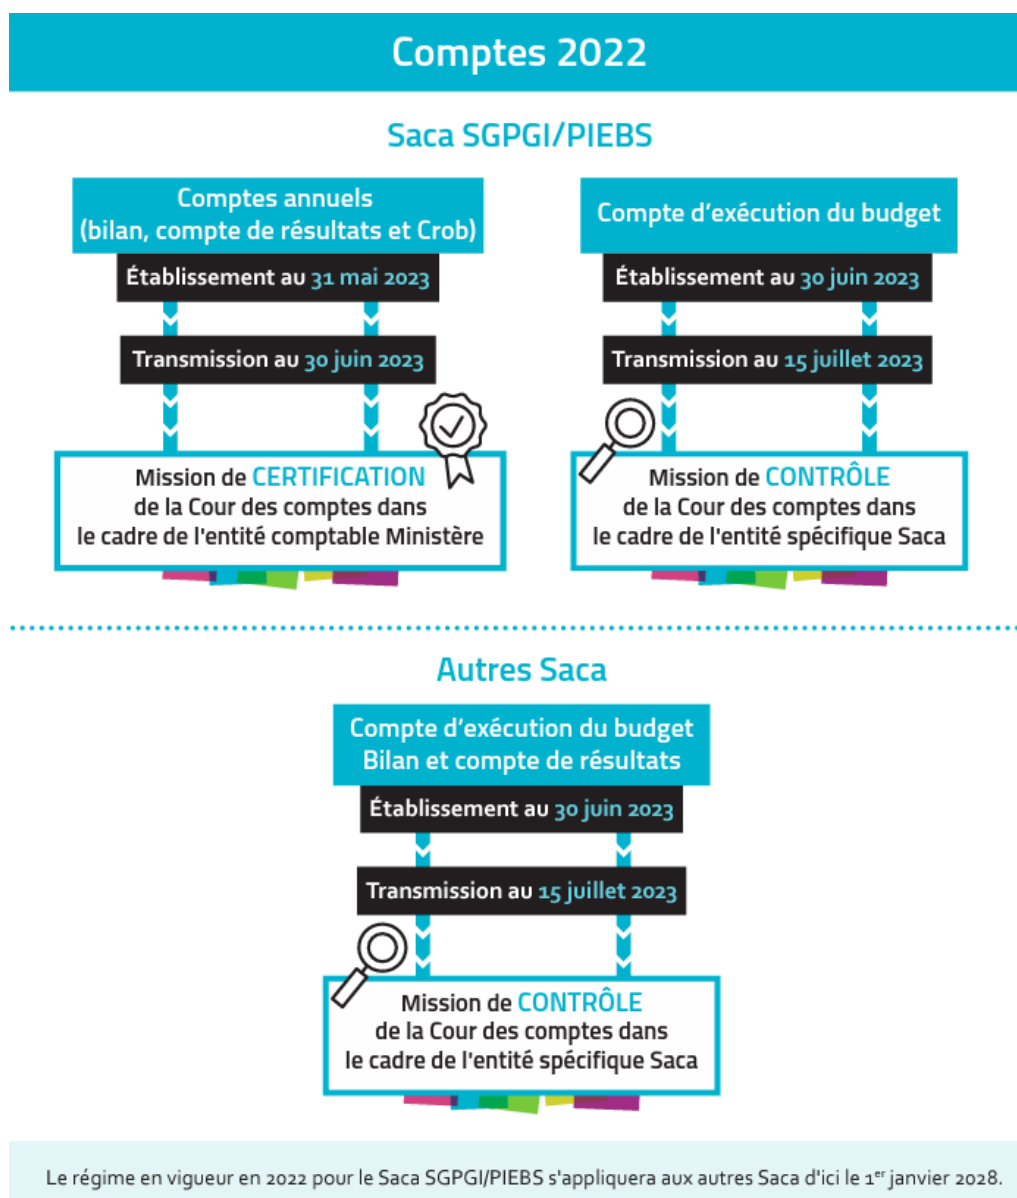 Comptes 2022
Saca SGPGI/PIEBS
Comptes annuels
(bilan, compte de résultats et Crob)
Établissement au 31 mai 2023
Transmission au 30 juin 2023
Mission de CERTIFICATION
de la Cour des comptes dans
le cadre de l'entité comptable Ministère
Compte d’exécution du budget
Établissement au 30 juin 2023
Transmission au 15 juillet 2023
Mission de CONTRÔLE
de la Cour des comptes dans
le cadre de l'entité spécifique Saca
Autres Saca
Compte d’exécution du budget
Bilan et compte de résultats
Établissement au 30 juin 2023
Transmission au 15 juillet 2023
Mission de CONTRÔLE
de la Cour des comptes dans
le cadre de l'entité spécifique Saca
Le régime en vigueur en 2022 pour le Saca SGPGI/PIEBS s'appliquera aux autres Saca d'ici le 1er janvier 2028.